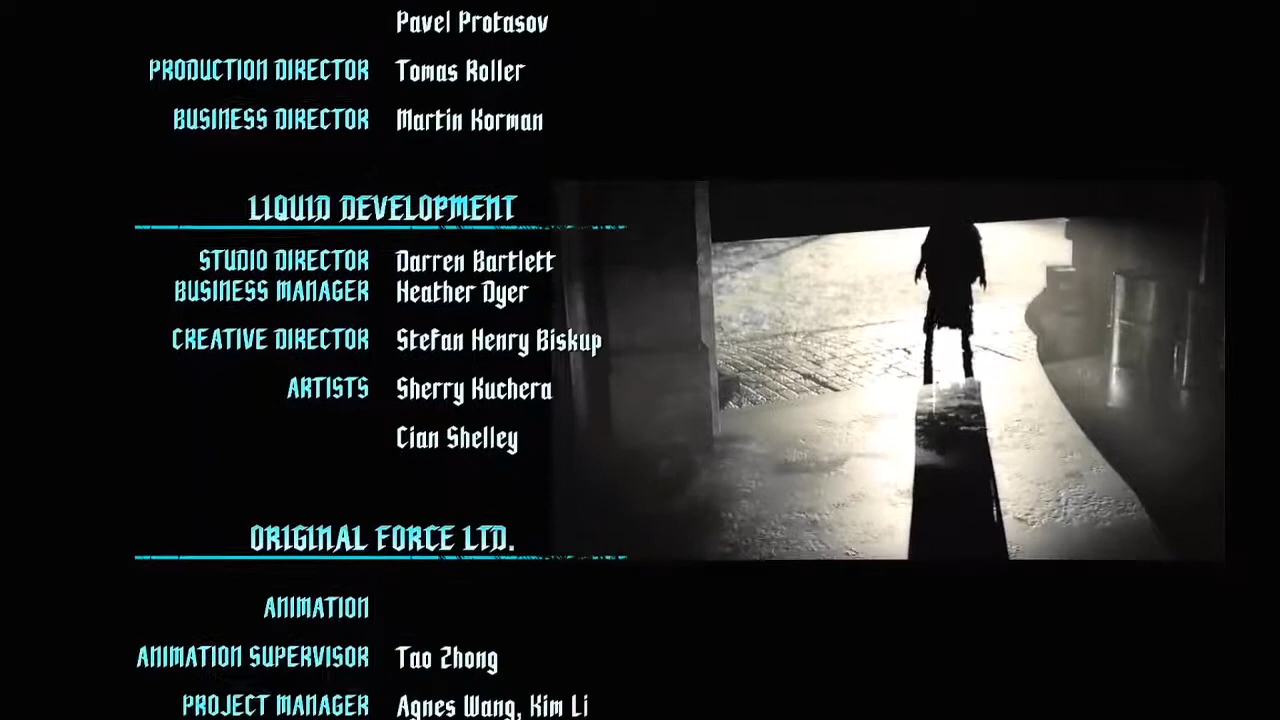 Pavel Protasov
PRODUCTION DIRECTOR Tomas Roller
BUSINESS DIRECTOR Martin Korman
LIQUID DEVELOPMENT
STUDIO DIRECTOR Darren Bartlett
BUSINESS MANAGER Heather Dyer
CREATIVE DIRECTOR Stefan Henry Biskup
ARTISTS Sherry Kuchera
Cian Shelley
ORIGINAL FORCE LTD.
ANIMATION
ANIMATION SUPERVISOR Tao Zhong
PROJECT MANAGER Agnes Wang, Kim Li